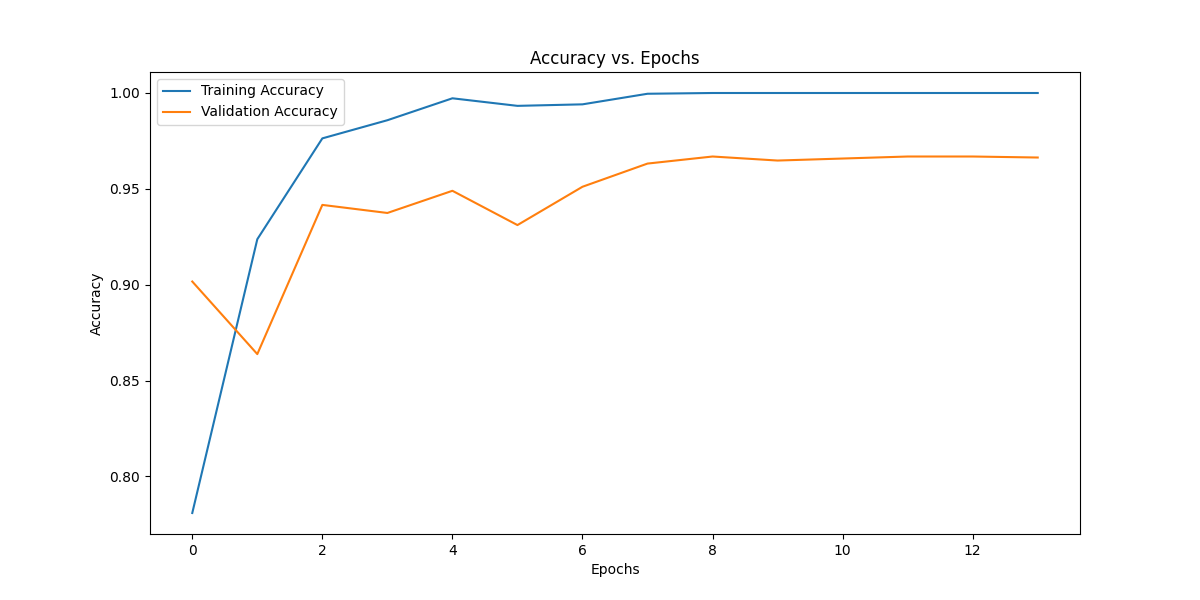 Accuracy vs. Epochs
Training Accuracy
Validation Accuracy
1.00
0.95
0.90
0.85
0.80
Accuracy
0 2 4 6 8 10 12
Epochs